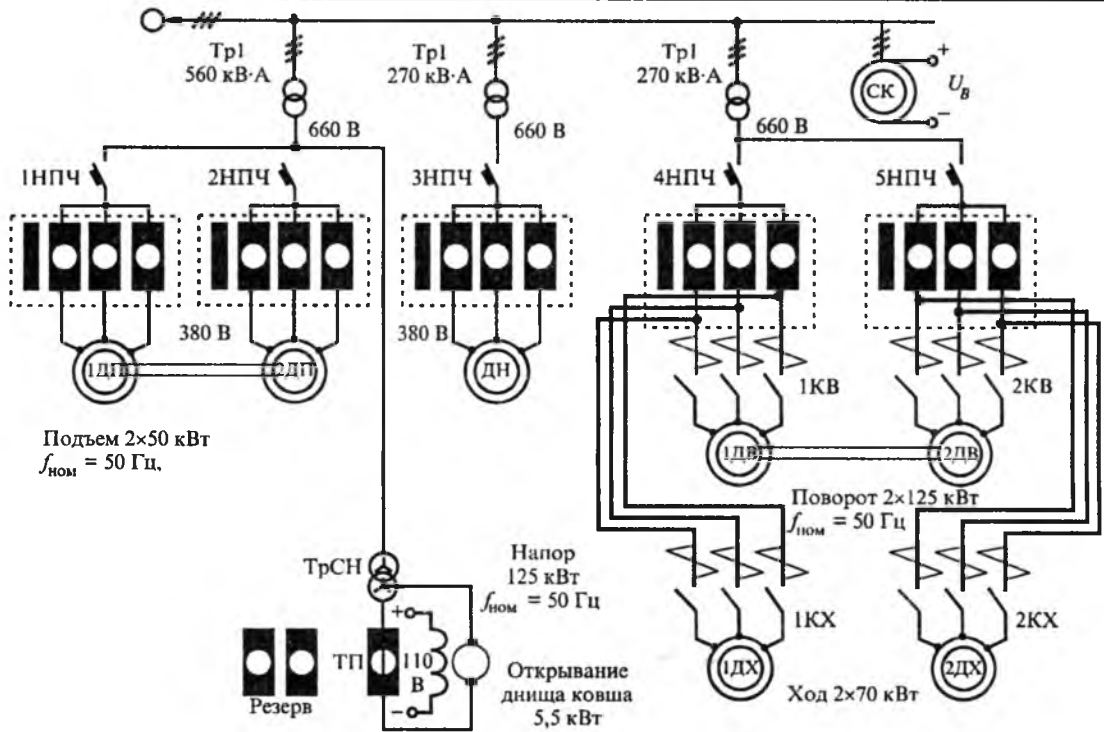 Тр1
560 кВ·А
Тр1
270 кВ·А
Тр1
270 кВ·А
СК
+
U_B
−
660 В
660 В
660 В
1НПЧ
2НПЧ
3НПЧ
4НПЧ
5НПЧ
380 В
380 В
1ДП
2ДП
ДН
1КВ
2КВ
1ДВ
2ДВ
Подъем 2×50 кВт
f_ном = 50 Гц,
Поворот 2×125 кВт
f_ном = 50 Гц
ТрСН
Напор
125 кВт
f_ном = 50 Гц
+
ТП
110
В
−
Резерв
Открывание
днища ковша
5,5 кВт
1КХ
2КХ
1ДХ
2ДХ
Ход 2×70 кВт